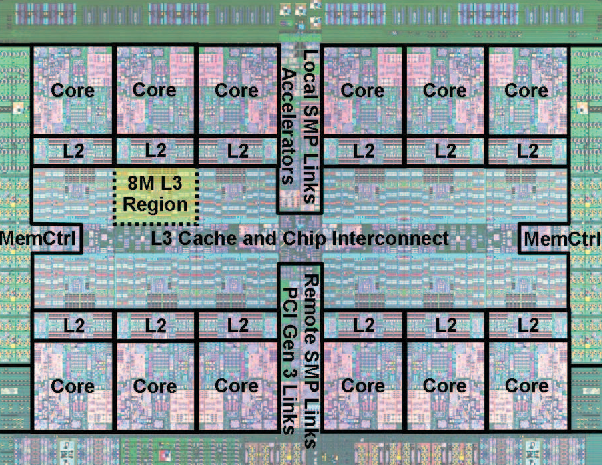 Core
Core
Core
Local SMP Links
Accelerators
Core
Core
Core
L2
L2
L2
L2
L2
L2
8M L3
Region
MemCtrl
L3 Cache and Chip Interconnect
MemCtrl
L2
L2
L2
Remote SMP Links
PCI Gen 3 Links
L2
L2
L2
Core
Core
Core
Core
Core
Core